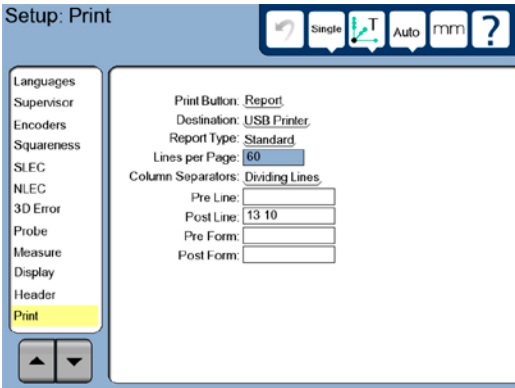 Setup: Print
Single
T
Auto
mm
?
Languages
Supervisor
Encoders
Squareness
SLEC
NLEC
3D Error
Probe
Measure
Display
Header
Print
Print Button: Report
Destination: USB Printer
Report Type: Standard
Lines per Page: 60
Column Separators: Dividing Lines
Pre Line:
Post Line: 13 10
Pre Form:
Post Form: